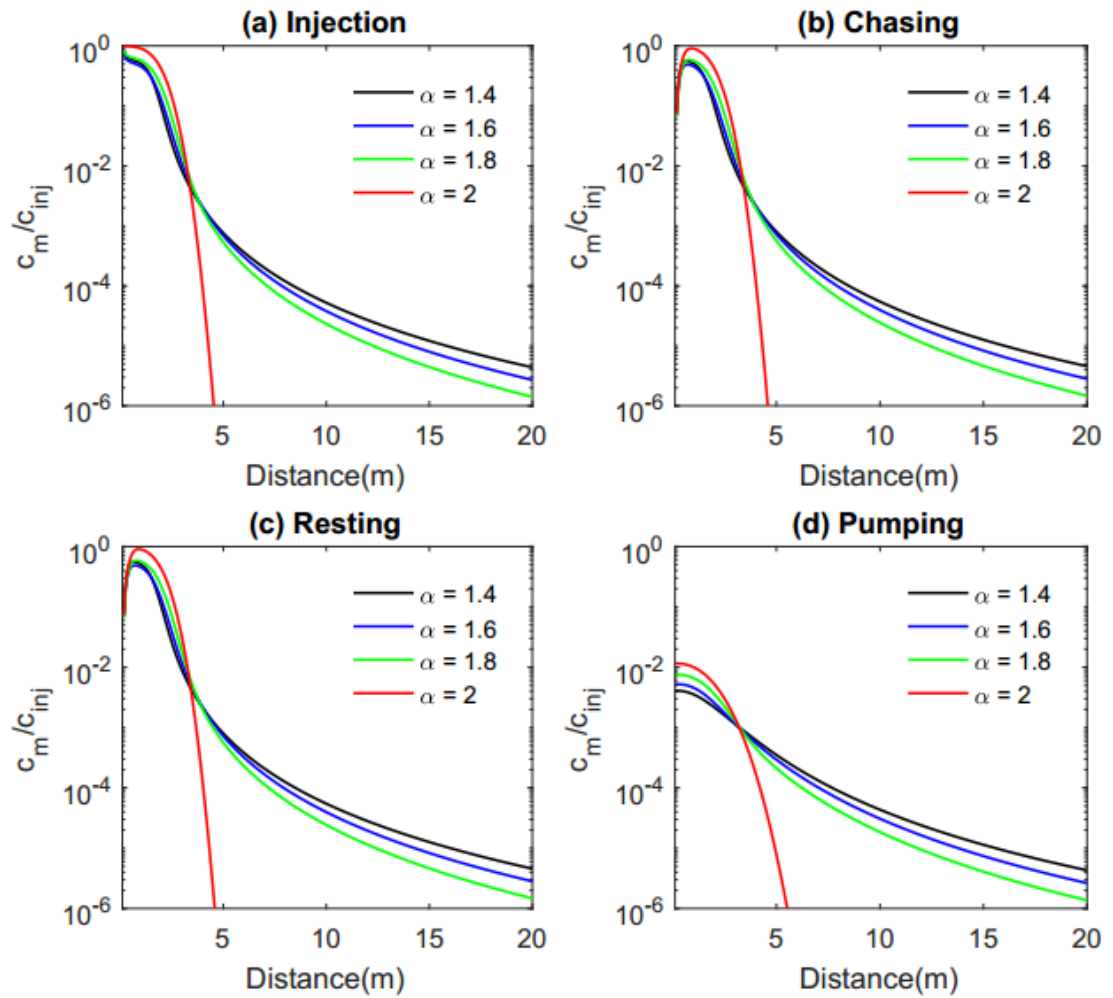 (a) Injection
10^0
10^-2
10^-4
10^-6
c_m/c_inj
α = 1.4
α = 1.6
α = 1.8
α = 2
5 10 15 20
Distance(m)
(b) Chasing
10^0
10^-2
10^-4
10^-6
c_m/c_inj
α = 1.4
α = 1.6
α = 1.8
α = 2
5 10 15 20
Distance(m)
(c) Resting
10^0
10^-2
10^-4
10^-6
c_m/c_inj
α = 1.4
α = 1.6
α = 1.8
α = 2
5 10 15 20
Distance(m)
(d) Pumping
10^0
10^-2
10^-4
10^-6
c_m/c_inj
α = 1.4
α = 1.6
α = 1.8
α = 2
5 10 15 20
Distance(m)